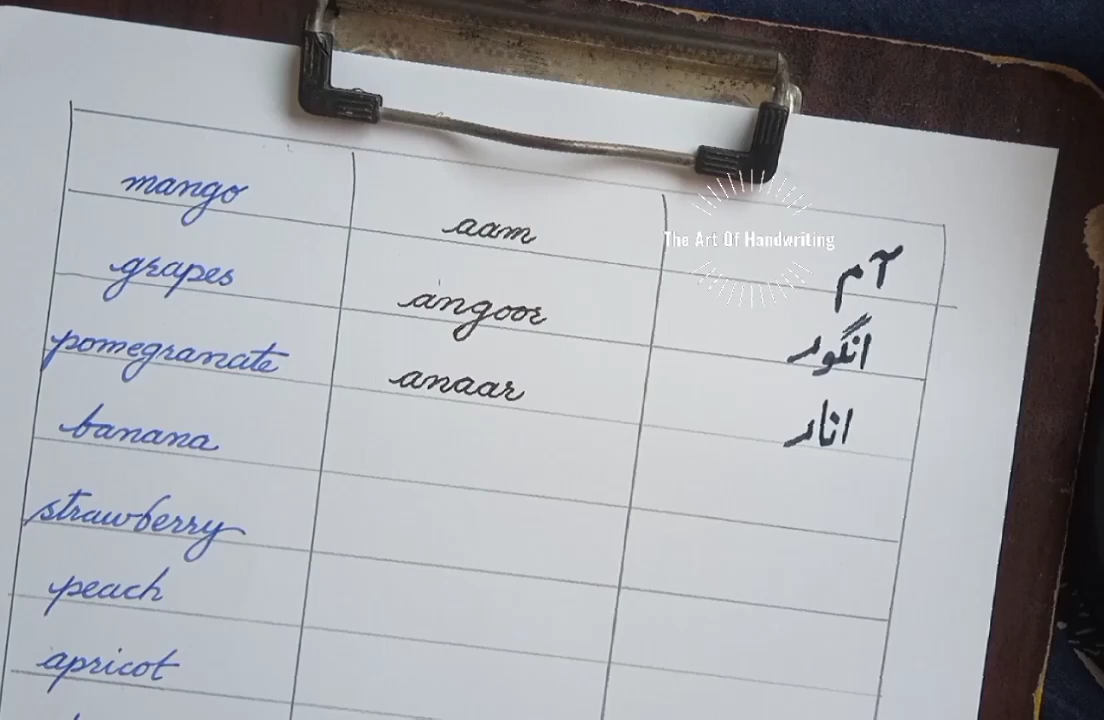 mango aam آم
The Art Of Handwriting
grapes angoor انگور
pomegranate anaar انار
banana
strawberry
peach
apricot